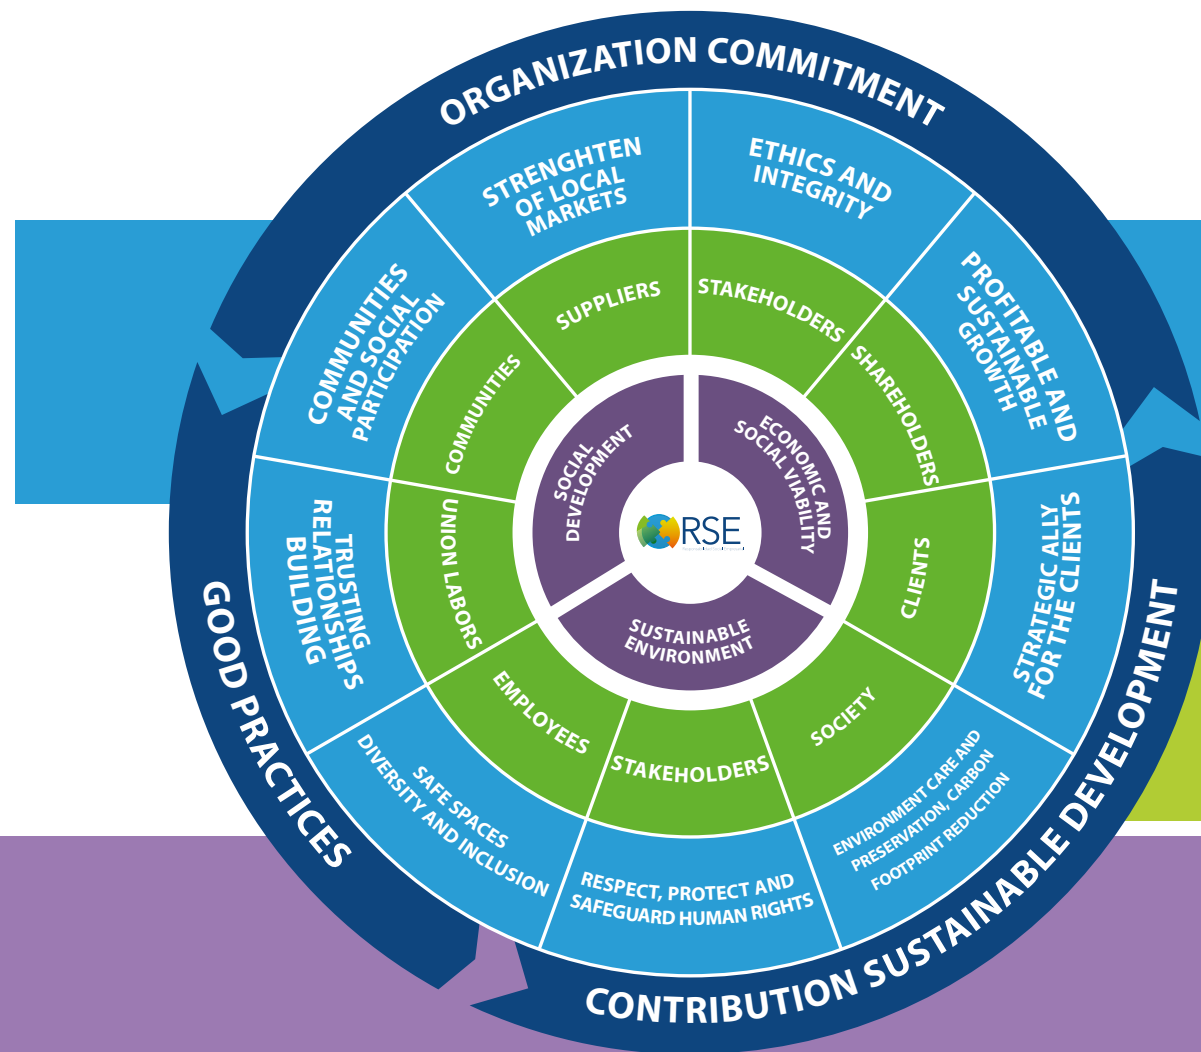 ORGANIZATION COMMITMENT
STRENGHTEN
OF LOCAL
MARKETS
ETHICS AND
INTEGRITY
PROFITABLE AND
SUSTAINABLE
GROWTH
STRATEGIC ALLY
FOR THE CLIENTS
ENVIRONMENT CARE AND
PRESERVATION, CARBON
FOOTPRINT REDUCTION
RESPECT, PROTECT AND
SAFEGUARD HUMAN RIGHTS
SAFE SPACES
DIVERSITY AND INCLUSION
TRUSTING
RELATIONSHIPS
BUILDING
COMMUNITIES
AND SOCIAL
PARTICIPATION
SUPPLIERS
STAKEHOLDERS
SHAREHOLDERS
CLIENTS
SOCIETY
STAKEHOLDERS
EMPLOYEES
UNION LABORS
COMMUNITIES
SOCIAL
DEVELOPMENT
ECONOMIC AND
SOCIAL VIABILITY
SUSTAINABLE
ENVIRONMENT
RSE
GOOD PRACTICES
CONTRIBUTION SUSTAINABLE DEVELOPMENT